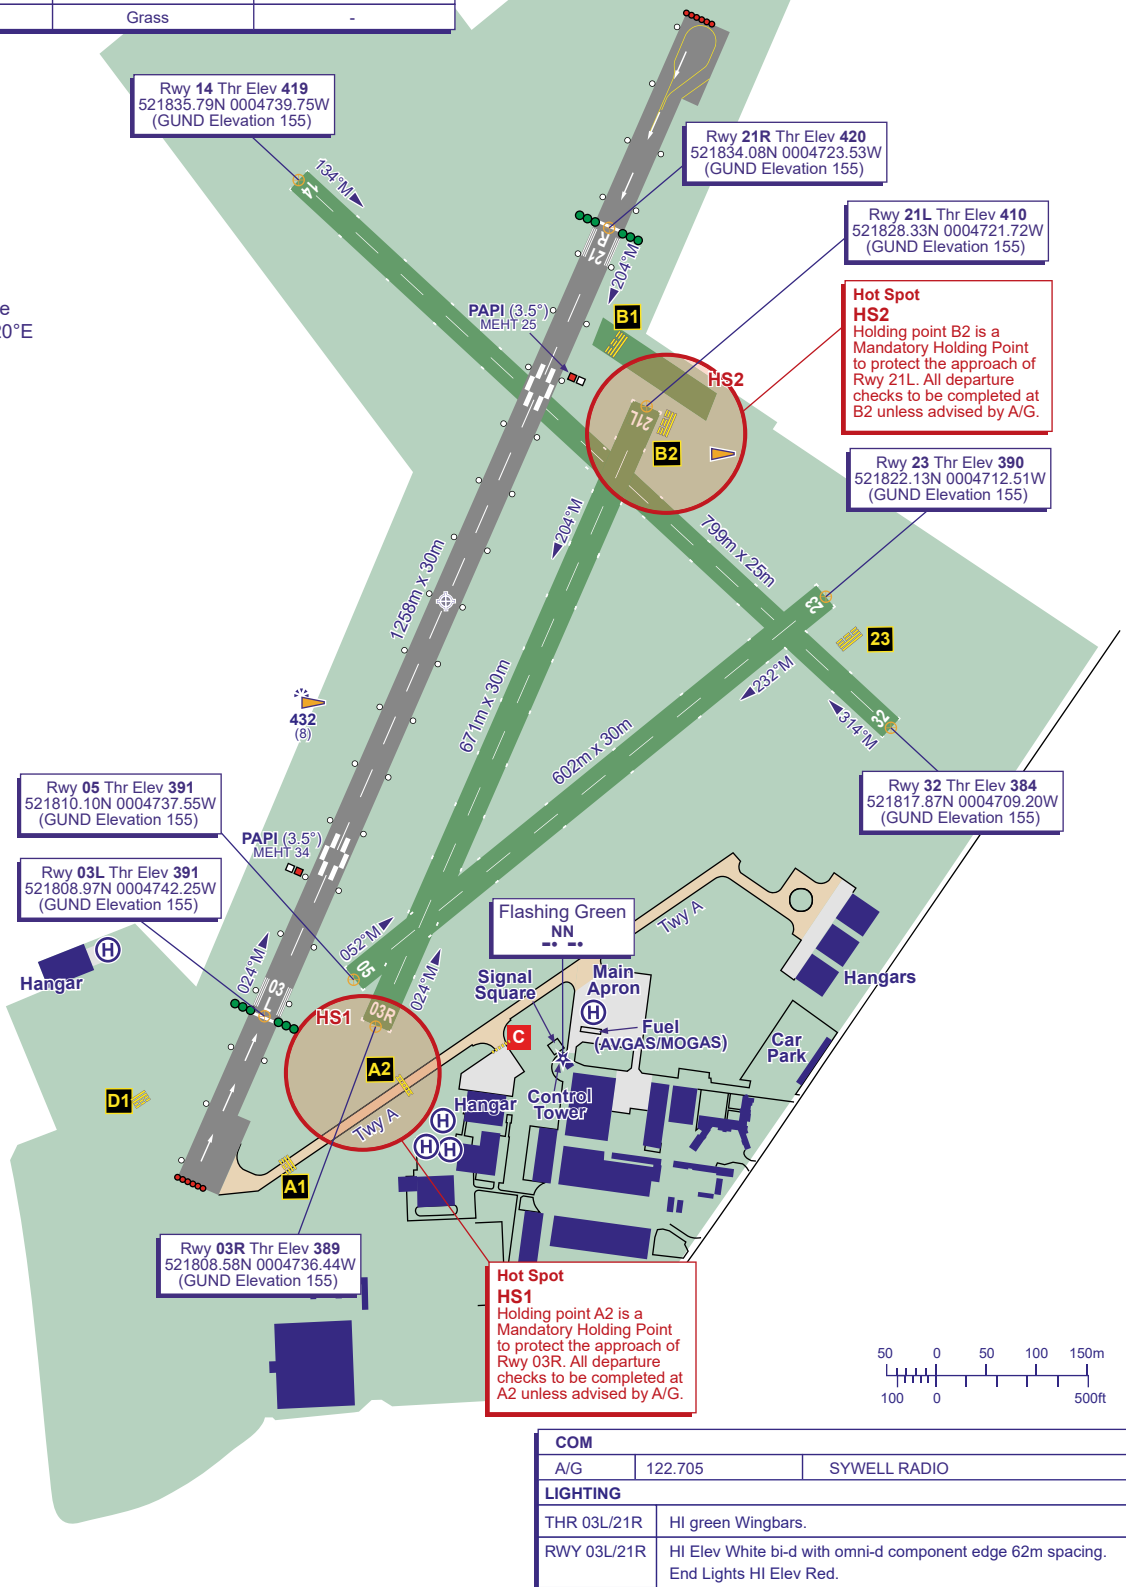 Grass -
Rwy 14 Thr Elev 419
521835.79N 0004739.75W
(GUND Elevation 155)
Rwy 21R Thr Elev 420
521834.08N 0004723.53W
(GUND Elevation 155)
Rwy 21L Thr Elev 410
521828.33N 0004721.72W
(GUND Elevation 155)
14
134°M
21
R
204°M
PAPI (3.5°)
MEHT 25
B1
HS2
Hot Spot
HS2
Holding point B2 is a
Mandatory Holding Point
to protect the approach of
Rwy 21L. All departure
checks to be completed at
B2 unless advised by A/G.
21L
B2
Rwy 23 Thr Elev 390
521822.13N 0004712.51W
(GUND Elevation 155)
204°M
799m x 25m
1258m x 30m
23
23
232°M
314°M
32
671m x 30m
602m x 30m
432
(8)
Rwy 05 Thr Elev 391
521810.10N 0004737.55W
(GUND Elevation 155)
Rwy 32 Thr Elev 384
521817.87N 0004709.20W
(GUND Elevation 155)
PAPI (3.5°)
MEHT 34
Rwy 03L Thr Elev 391
521808.97N 0004742.25W
(GUND Elevation 155)
Flashing Green
NN
Twy A
052°M
05
024°M
024°M
03
L
03R
H
Hangar
Signal
Square
Main
Apron
H
Hangars
HS1
C
Fuel
(AVGAS/MOGAS)
Car
Park
A2
D1
Hangar
Control
Tower
Twy A
H
H
H
A1
Rwy 03R Thr Elev 389
521808.58N 0004736.44W
(GUND Elevation 155)
Hot Spot
HS1
Holding point A2 is a
Mandatory Holding Point
to protect the approach of
Rwy 03R. All departure
checks to be completed at
A2 unless advised by A/G.
50 0 50 100 150m
100 0 500ft
COM
A/G 122.705 SYWELL RADIO
LIGHTING
THR 03L/21R HI green Wingbars.
RWY 03L/21R HI Elev White bi-d with omni-d component edge 62m spacing.
End Lights HI Elev Red.